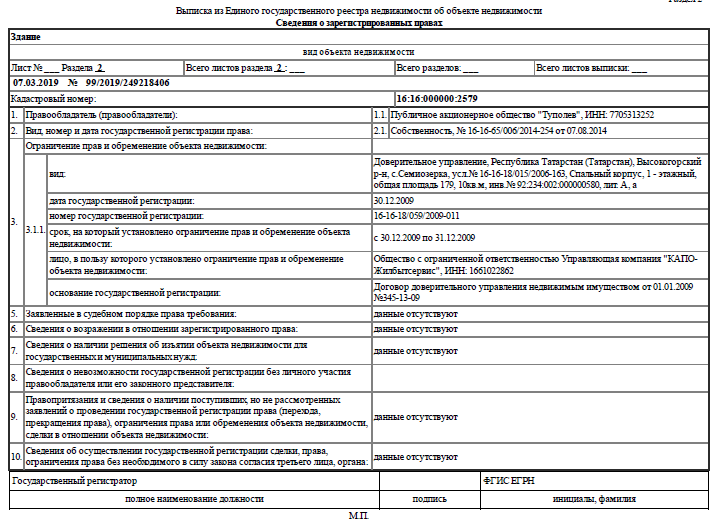 Выписка из Единого государственного реестра недвижимости об объекте недвижимости
Сведения о зарегистрированных правах
Здание
вид объекта недвижимости
Лист № ___ Раздела 2 Всего листов раздела 2 : ___ Всего разделов: ___ Всего листов выписки: ___
07.03.2019 № 99/2019/249218406
Кадастровый номер: 16:16:000000:2579
1. Правообладатель (правообладатели): 1.1. Публичное акционерное общество "Туполев", ИНН: 7705313252
2. Вид, номер и дата государственной регистрации права: 2.1. Собственность, № 16-16-65/006/2014-254 от 07.08.2014
Ограничение прав и обременение объекта недвижимости:
3.
3.1.1.
вид:
Доверительное управление, Республика Татарстан (Татарстан), Высокогорский
р-н, с.Семиозерка, усл.№ 16-16-18/015/2006-163, Спальный корпус, 1 - этажный,
общая площадь 179, 10кв.м, инв.№ 92:234:002:000000580, лит. А, а
дата государственной регистрации: 30.12.2009
номер государственной регистрации: 16-16-18/059/2009-011
срок, на который установлено ограничение прав и обременение объекта
недвижимости:
с 30.12.2009 по 31.12.2009
лицо, в пользу которого установлено ограничение прав и обременение
объекта недвижимости:
Общество с ограниченной ответственностью Управляющая компания "КАПО-
Жилбытсервис", ИНН: 1661022862
основание государственной регистрации:
Договор доверительного управления недвижимым имуществом от 01.01.2009
№345-13-09
5. Заявленные в судебном порядке права требования: данные отсутствуют
6. Сведения о возражении в отношении зарегистрированного права: данные отсутствуют
7. Сведения о наличии решения об изъятии объекта недвижимости для
государственных и муниципальных нужд:
данные отсутствуют
8. Сведения о невозможности государственной регистрации без личного участия
правообладателя или его законного представителя:
9. Правопритязания и сведения о наличии поступивших, но не рассмотренных
заявлений о проведении государственной регистрации права (перехода,
прекращения права), ограничения права или обременения объекта недвижимости,
сделки в отношении объекта недвижимости:
данные отсутствуют
10. Сведения об осуществлении государственной регистрации сделки, права,
ограничения права без необходимого в силу закона согласия третьего лица, органа:
данные отсутствуют
Государственный регистратор ФГИС ЕГРН
полное наименование должности подпись инициалы, фамилия
М.П.